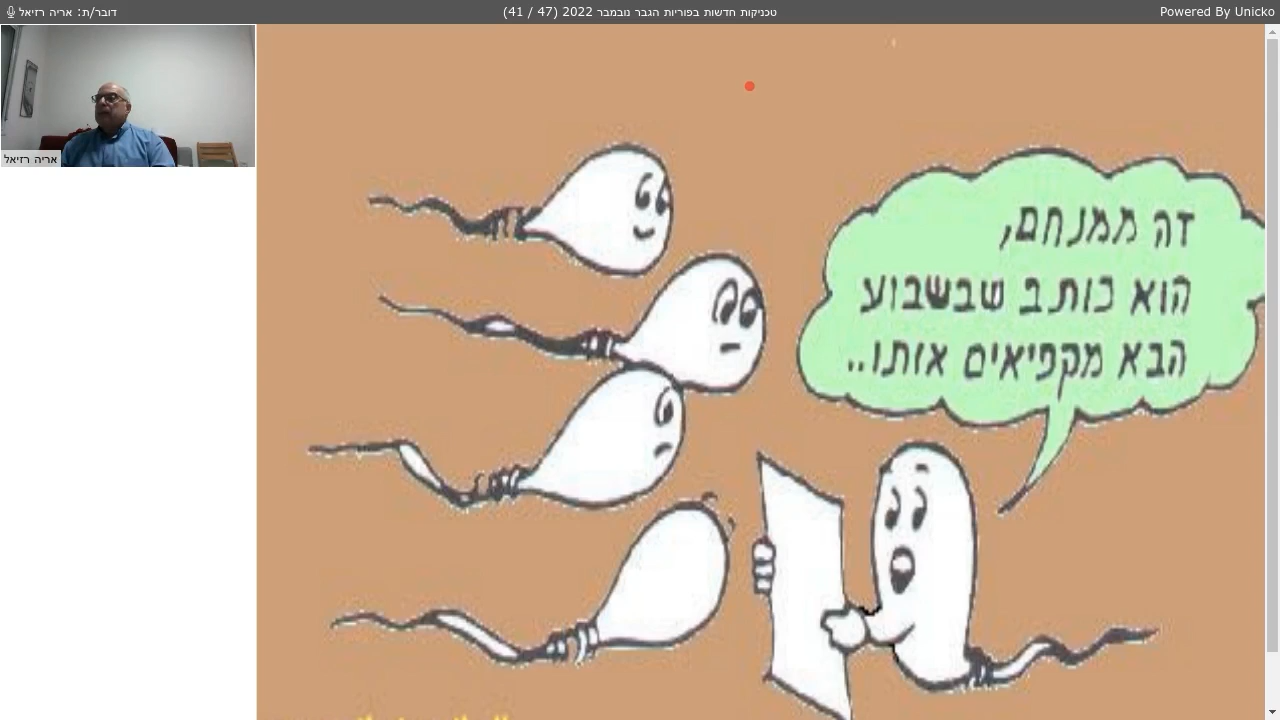 דובר/ת: אריה רזיאל
טכניקות חדשות בפוריות הגבר נובמבר 2022 (47 / 41)
Powered By Unicko
אריה רזיאל
זה ממנחם,
הוא כותב שבשבוע
הבא מקפיאים אותו..